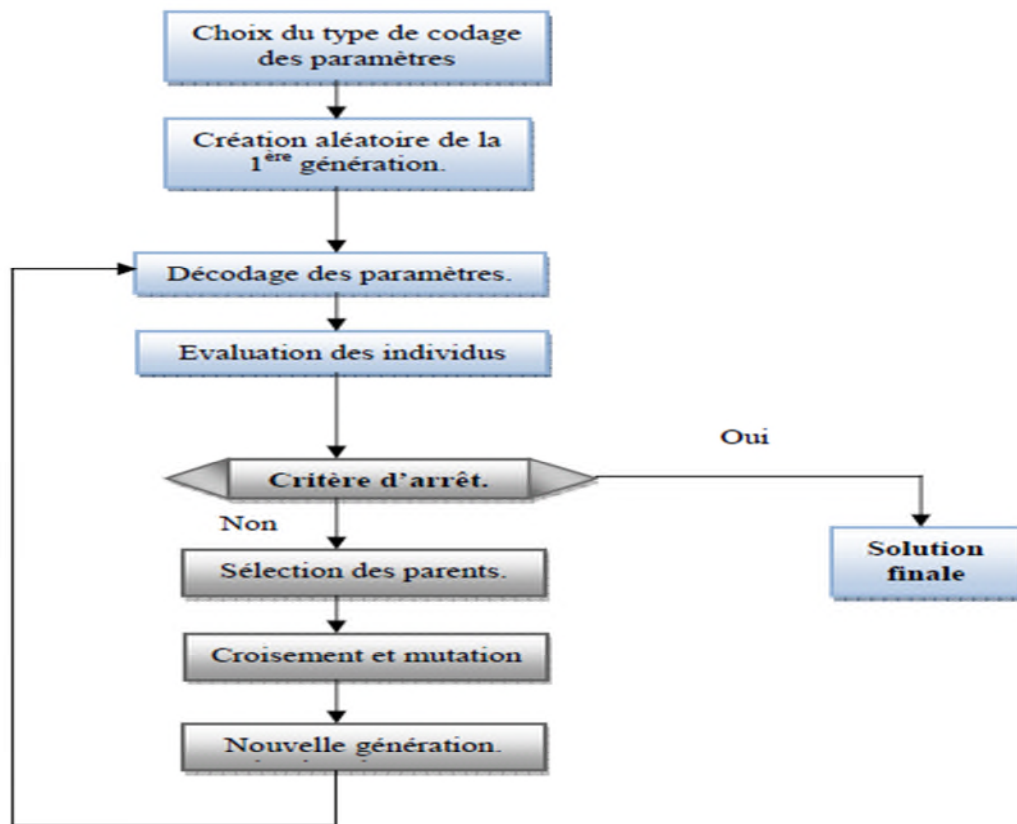 Choix du type de codage
des paramètres
Création aléatoire de la
1ère génération.
Décodage des paramètres.
Evaluation des individus
Oui
Critère d'arrêt.
Non
Solution
finale
Sélection des parents.
Croisement et mutation
Nouvelle génération.